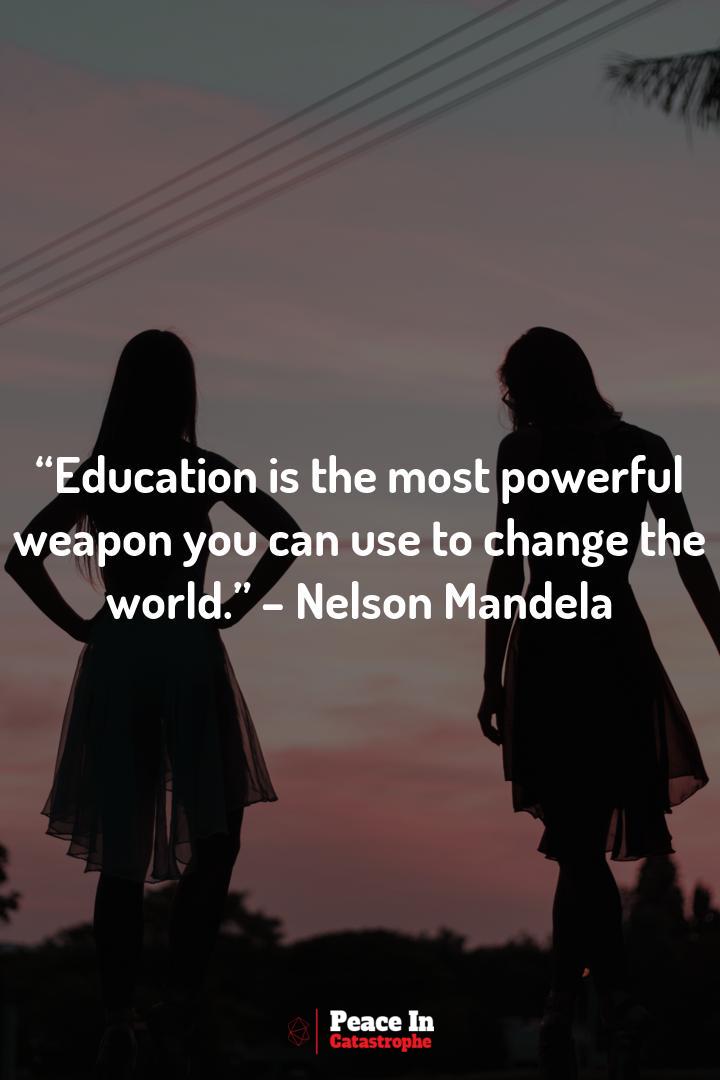 “Education is the most powerful
weapon you can use to change the
world.” – Nelson Mandela
Peace In
Catastrophe